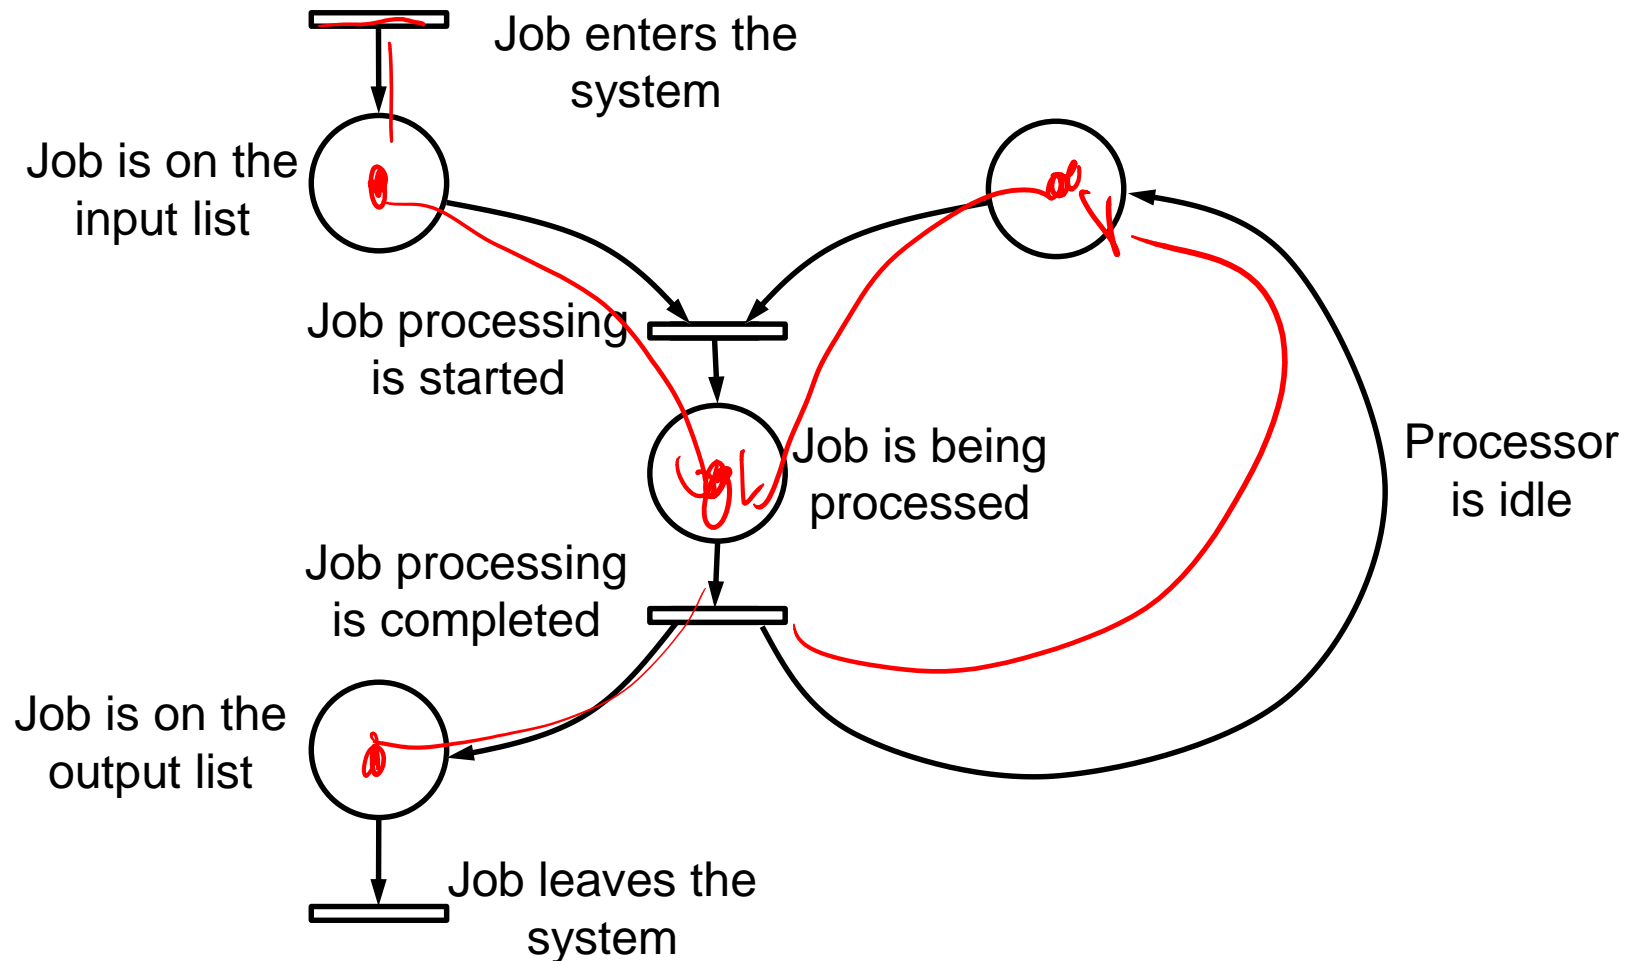 Job enters the
system
Job is on the
input list
Job processing
is started
Job is being
processed
Processor
is idle
Job processing
is completed
Job is on the
output list
Job leaves the
system